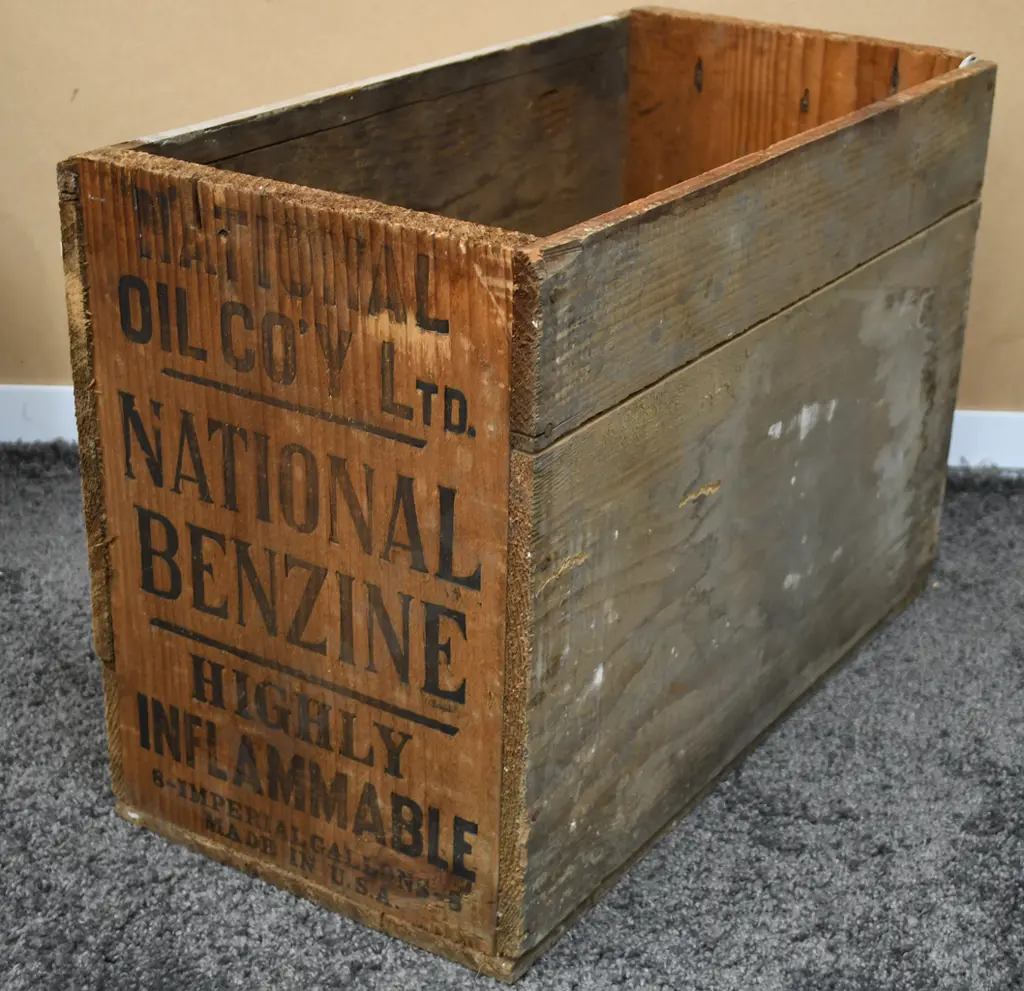 NATIONAL
OIL CO'Y LTD.
NATIONAL
BENZINE
HIGHLY
INFLAMMABLE
8-IMPERIAL GALLONS-8
MADE IN U.S.A